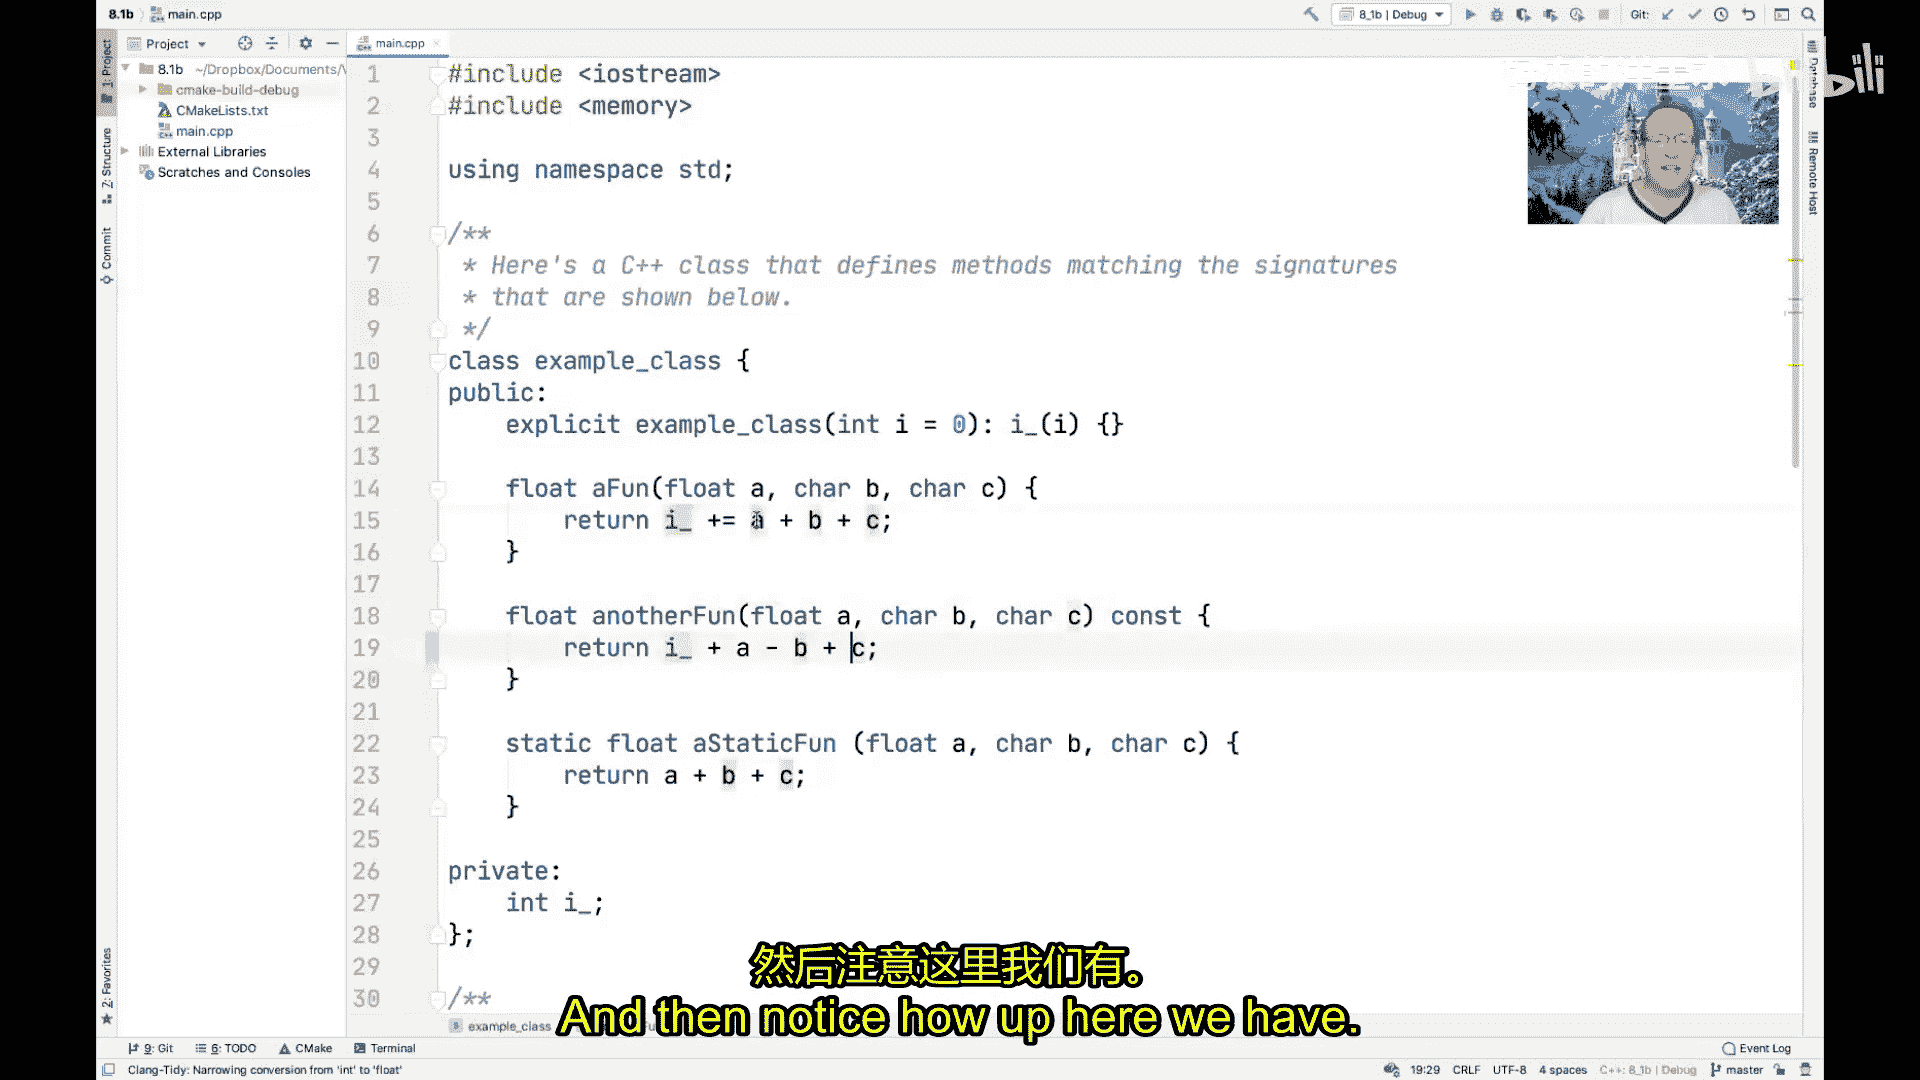 8.1b main.cpp
8_1b | Debug
Git:
Project
main.cpp
1: Project
8.1b ~/Dropbox/Documents/
cmake-build-debug
CMakeLists.txt
main.cpp
External Libraries
Scratches and Consoles
Z: Structure
Commit
2: Favorites
Database
Remote Host
bili
1 #include <iostream>
2 #include <memory>
3
4 using namespace std;
5
6 /**
7 * Here's a C++ class that defines methods matching the signatures
8 * that are shown below.
9 */
10 class example_class {
11 public:
12 explicit example_class(int i = 0): i_(i) {}
13
14 float aFun(float a, char b, char c) {
15 return i_ += a + b + c;
16 }
17
18 float anotherFun(float a, char b, char c) const {
19 return i_ + a - b + c;
20 }
21
22 static float aStaticFun (float a, char b, char c) {
23 return a + b + c;
24 }
25
26 private:
27 int i_;
28 };
29
30 /**
然后注意这里我们有。
And then notice how up here we have.
example_class
9: Git 6: TODO CMake Terminal
Event Log
Clang-Tidy: Narrowing conversion from 'int' to 'float'
19:29 CRLF UTF-8 4 spaces C++: 8_1b | Debug master